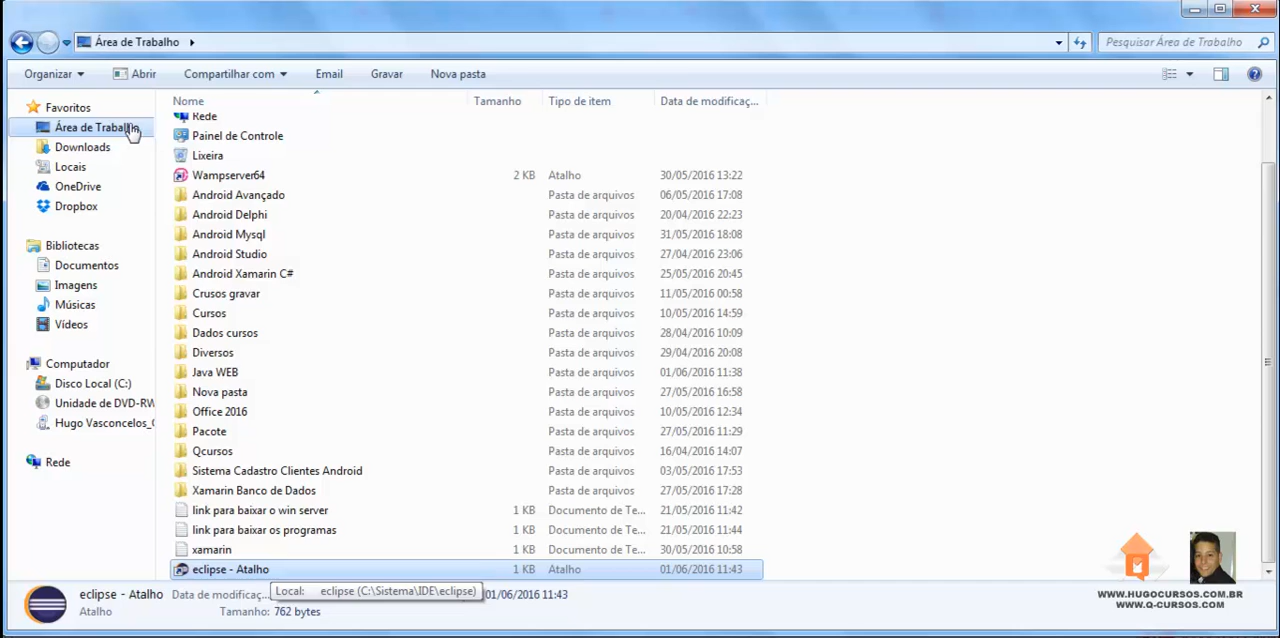 Área de Trabalho
Pesquisar Área de Trabalho
Organizar Abrir Compartilhar com Email Gravar Nova pasta
Favoritos
Área de Trabalho
Downloads
Locais
OneDrive
Dropbox
Bibliotecas
Documentos
Imagens
Músicas
Vídeos
Computador
Disco Local (C:)
Unidade de DVD-RW
Hugo Vasconcelos_
Rede
Nome Tamanho Tipo de item Data de modificaç...
Rede
Painel de Controle
Lixeira
Wampserver64 2 KB Atalho 30/05/2016 13:22
Android Avançado Pasta de arquivos 06/05/2016 17:08
Android Delphi Pasta de arquivos 20/04/2016 22:23
Android Mysql Pasta de arquivos 31/05/2016 18:08
Android Studio Pasta de arquivos 27/04/2016 23:06
Android Xamarin C# Pasta de arquivos 25/05/2016 20:45
Crusos gravar Pasta de arquivos 11/05/2016 00:58
Cursos Pasta de arquivos 10/05/2016 14:59
Dados cursos Pasta de arquivos 28/04/2016 10:09
Diversos Pasta de arquivos 29/04/2016 20:08
Java WEB Pasta de arquivos 01/06/2016 11:38
Nova pasta Pasta de arquivos 27/05/2016 16:58
Office 2016 Pasta de arquivos 10/05/2016 12:34
Pacote Pasta de arquivos 27/05/2016 11:29
Qcursos Pasta de arquivos 16/04/2016 14:07
Sistema Cadastro Clientes Android Pasta de arquivos 03/05/2016 17:53
Xamarin Banco de Dados Pasta de arquivos 27/05/2016 17:28
link para baixar o win server 1 KB Documento de Te... 21/05/2016 11:42
link para baixar os programas 1 KB Documento de Te... 21/05/2016 11:44
xamarin 1 KB Documento de Te... 30/05/2016 10:58
eclipse - Atalho 1 KB Atalho 01/06/2016 11:43
Local: eclipse (C:\Sistema\IDE\eclipse)
eclipse - Atalho Data de modificaç... 01/06/2016 11:43
Atalho Tamanho: 762 bytes
WWW.HUGOCURSOS.COM.BR
WWW.Q-CURSOS.COM